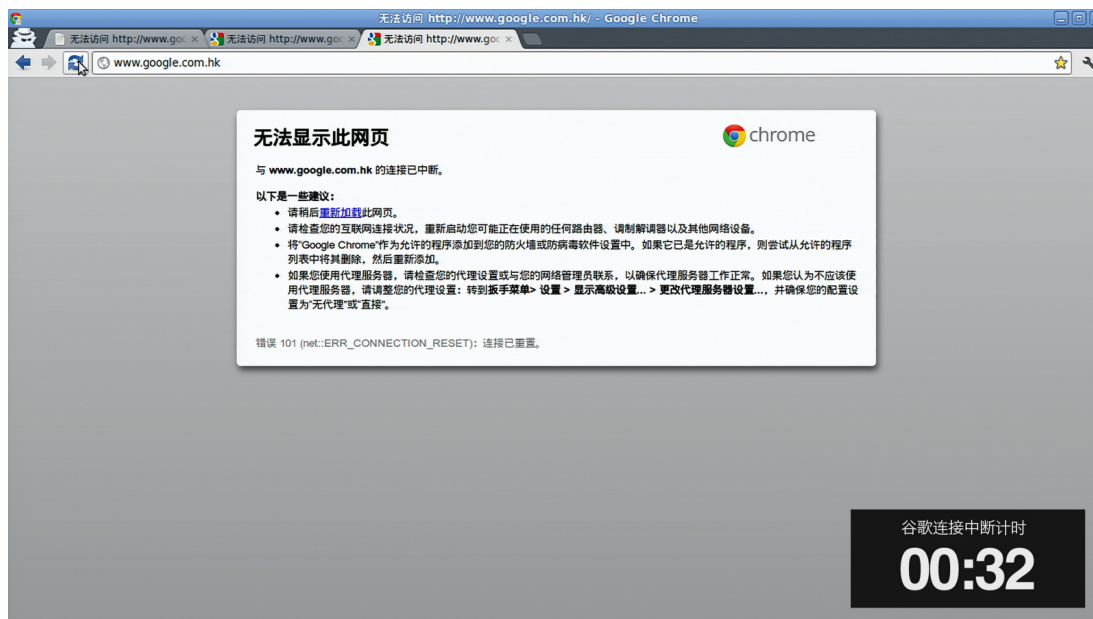 无法访问 http://www.google.com.hk/ - Google Chrome
无法访问 http://www.goo
无法访问 http://www.goo
无法访问 http://www.goo
www.google.com.hk
无法显示此网页
chrome
与 www.google.com.hk 的连接已中断。
以下是一些建议：
请稍后重新加载此网页。
请检查您的互联网连接状况，重新启动您可能正在使用的任何路由器、调制解调器以及其他网络设备。
将“Google Chrome”作为允许的程序添加到您的防火墙或防病毒软件设置中。如果它已是允许的程序，则尝试从允许的程序
列表中将其删除，然后重新添加。
如果您使用代理服务器，请检查您的代理设置或与您的网络管理员联系，以确保代理服务器工作正常。如果您认为不应该使
用代理服务器，请调整您的代理设置：转到扳手菜单> 设置 > 显示高级设置... > 更改代理服务器设置...，并确保您的配置设
置为“无代理”或“直接”。
错误 101 (net::ERR_CONNECTION_RESET)：连接已重置。
谷歌连接中断计时
00:32